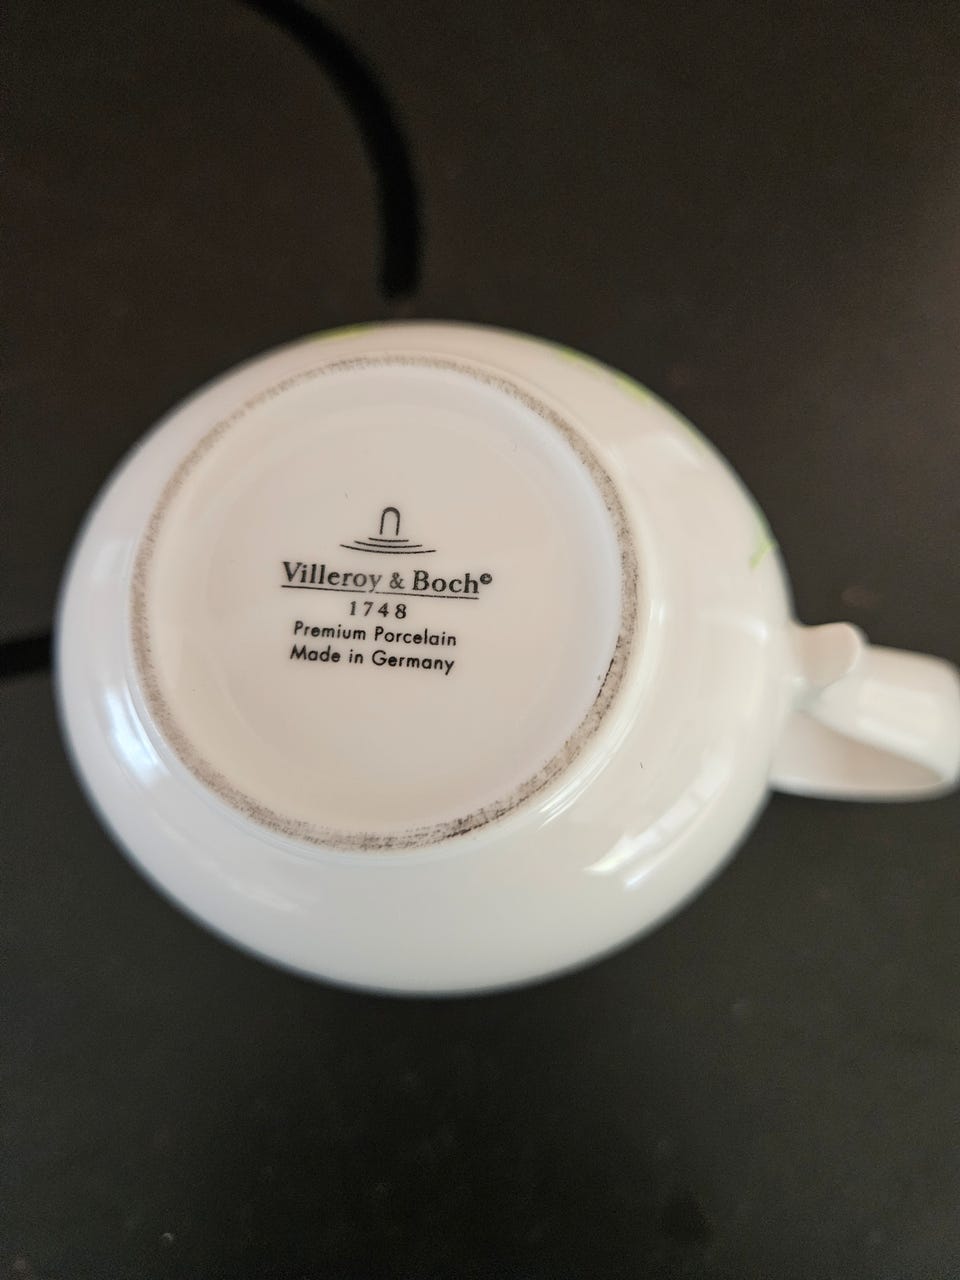 Villeroy & Boch©
1748
Premium Porcelain
Made in Germany